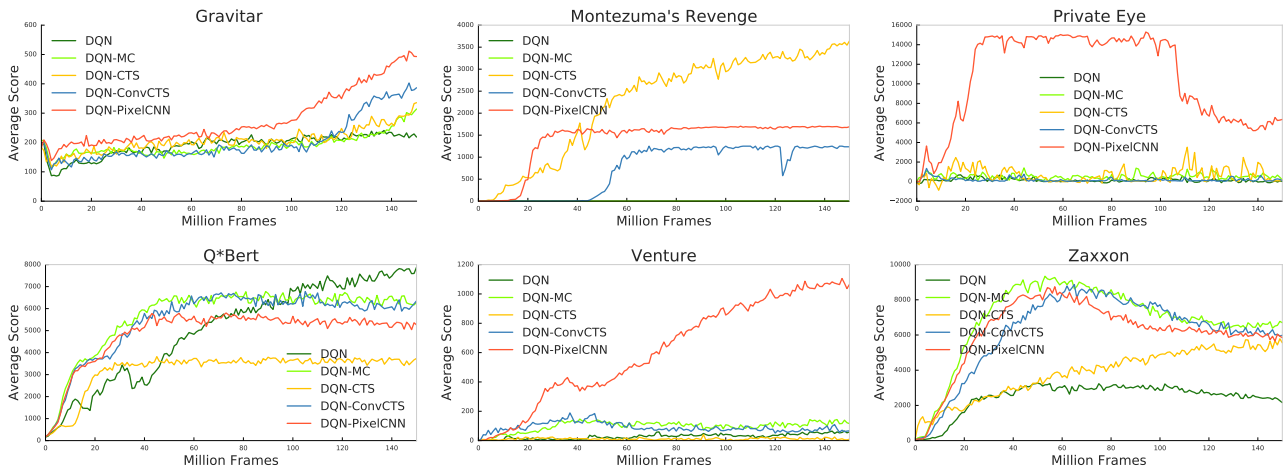 Gravitar
600
500
400
300
200
100
0
0 20 40 60 80 100 120 140
Average Score
Million Frames
DQN
DQN-MC
DQN-CTS
DQN-ConvCTS
DQN-PixelCNN
Montezuma's Revenge
4000
3500
3000
2500
2000
1500
1000
500
0
0 20 40 60 80 100 120 140
Average Score
Million Frames
DQN
DQN-MC
DQN-CTS
DQN-ConvCTS
DQN-PixelCNN
Private Eye
16000
14000
12000
10000
8000
6000
4000
2000
0
−2000
0 20 40 60 80 100 120 140
Average Score
Million Frames
DQN
DQN-MC
DQN-CTS
DQN-ConvCTS
DQN-PixelCNN
Q*Bert
8000
7000
6000
5000
4000
3000
2000
1000
0
0 20 40 60 80 100 120 140
Average Score
Million Frames
DQN
DQN-MC
DQN-CTS
DQN-ConvCTS
DQN-PixelCNN
Venture
1200
1000
800
600
400
200
0
0 20 40 60 80 100 120 140
Average Score
Million Frames
DQN
DQN-MC
DQN-CTS
DQN-ConvCTS
DQN-PixelCNN
Zaxxon
10000
8000
6000
4000
2000
0
0 20 40 60 80 100 120 140
Average Score
Million Frames
DQN
DQN-MC
DQN-CTS
DQN-ConvCTS
DQN-PixelCNN